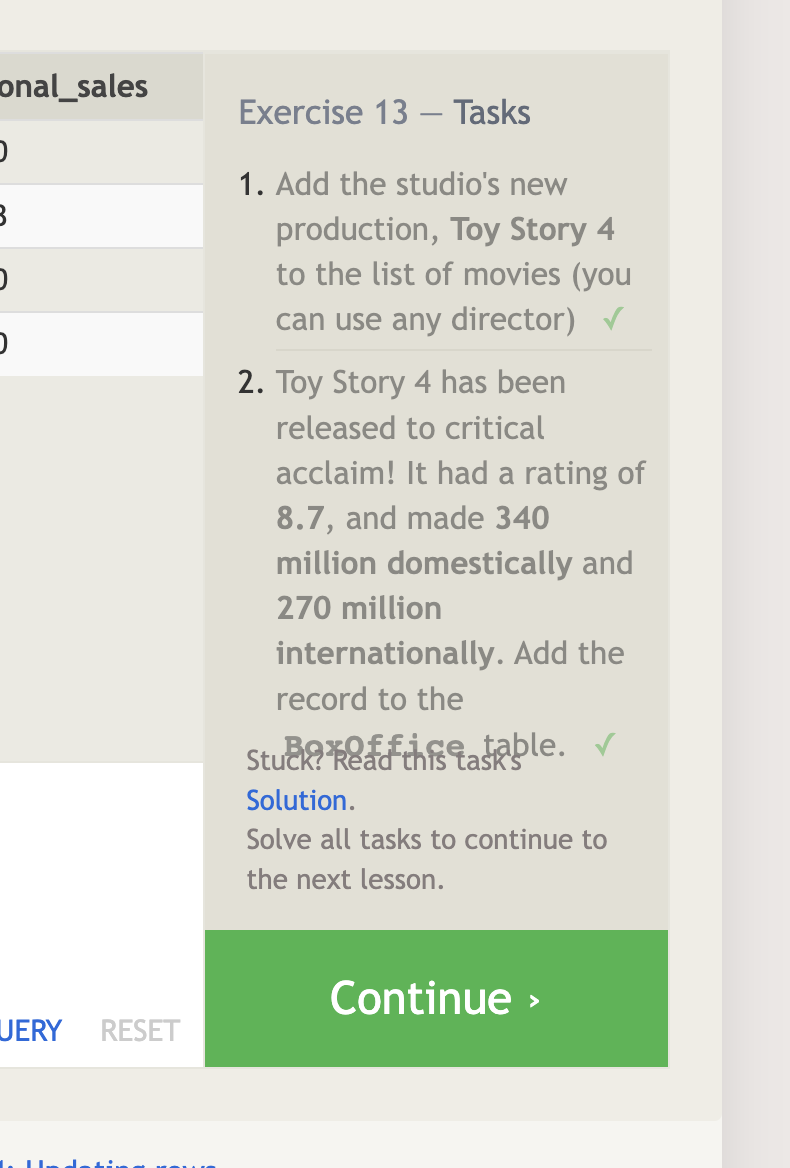 onal_sales
0
8
0
0
UERY RESET
Exercise 13 — Tasks
1. Add the studio's new
production, Toy Story 4
to the list of movies (you
can use any director) ✓
2. Toy Story 4 has been
released to critical
acclaim! It had a rating of
8.7, and made 340
million domestically and
270 million
internationally. Add the
record to the
BoxOffice table. ✓
Stuck? Read this task's
Solution.
Solve all tasks to continue to
the next lesson.
Continue ›
: Updating rows